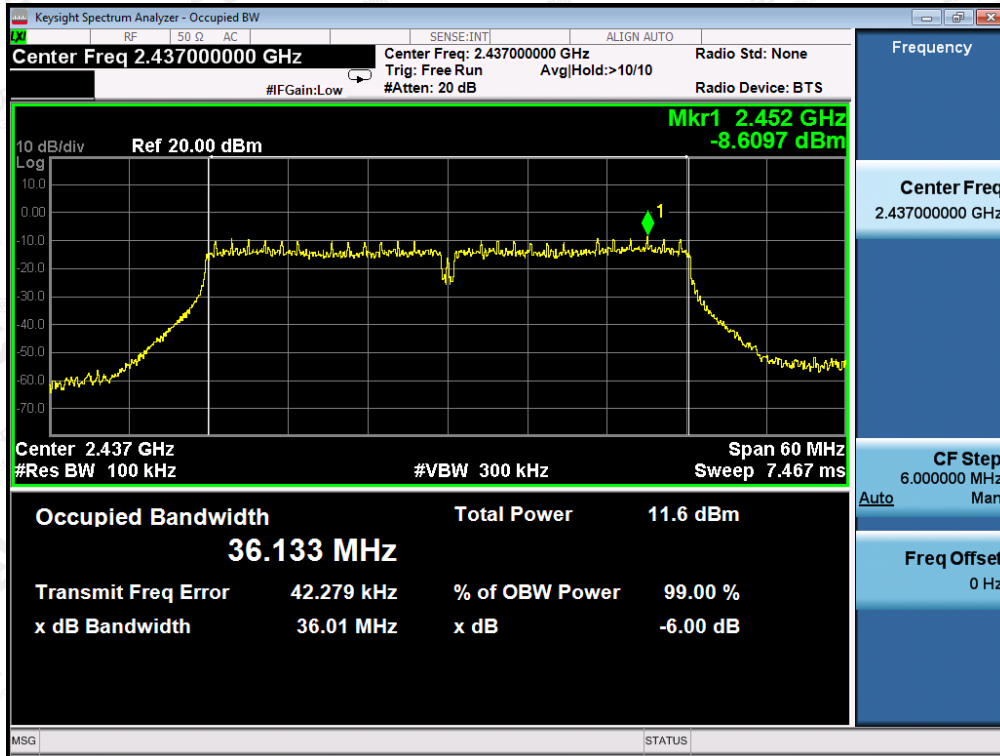 Keysight Spectrum Analyzer - Occupied BW
LXI RF 50 Ω AC SENSE:INT ALIGN AUTO
Center Freq 2.437000000 GHz
#IFGain:Low
Center Freq: 2.437000000 GHz
Trig: Free Run Avg|Hold:>10/10
#Atten: 20 dB
Radio Std: None
Radio Device: BTS
Mkr1 2.452 GHz
-8.6097 dBm
10 dB/div Ref 20.00 dBm
Log
10.0
0.00
-10.0
-20.0
-30.0
-40.0
-50.0
-60.0
-70.0
1
Center 2.437 GHz Span 60 MHz
#Res BW 100 kHz #VBW 300 kHz Sweep 7.467 ms
Occupied Bandwidth Total Power 11.6 dBm
36.133 MHz
Transmit Freq Error 42.279 kHz % of OBW Power 99.00 %
x dB Bandwidth 36.01 MHz x dB -6.00 dB
MSG STATUS
Frequency
Center Freq
2.437000000 GHz
CF Step
6.000000 MHz
Auto Man
Freq Offset
0 Hz